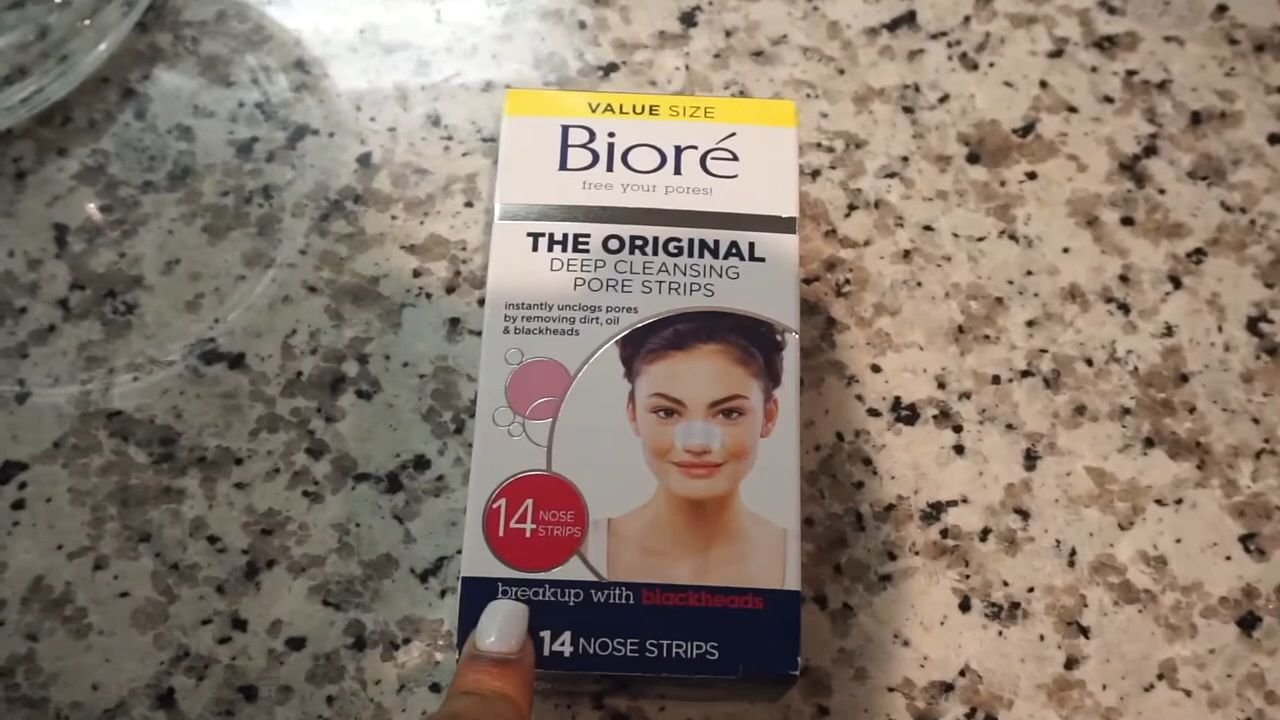 VALUE SIZE
Bioré
free your pores!
THE ORIGINAL
DEEP CLEANSING
PORE STRIPS
instantly unclogs pores
by removing dirt, oil
& blackheads
14 NOSE
STRIPS
breakup with blackheads
14 NOSE STRIPS